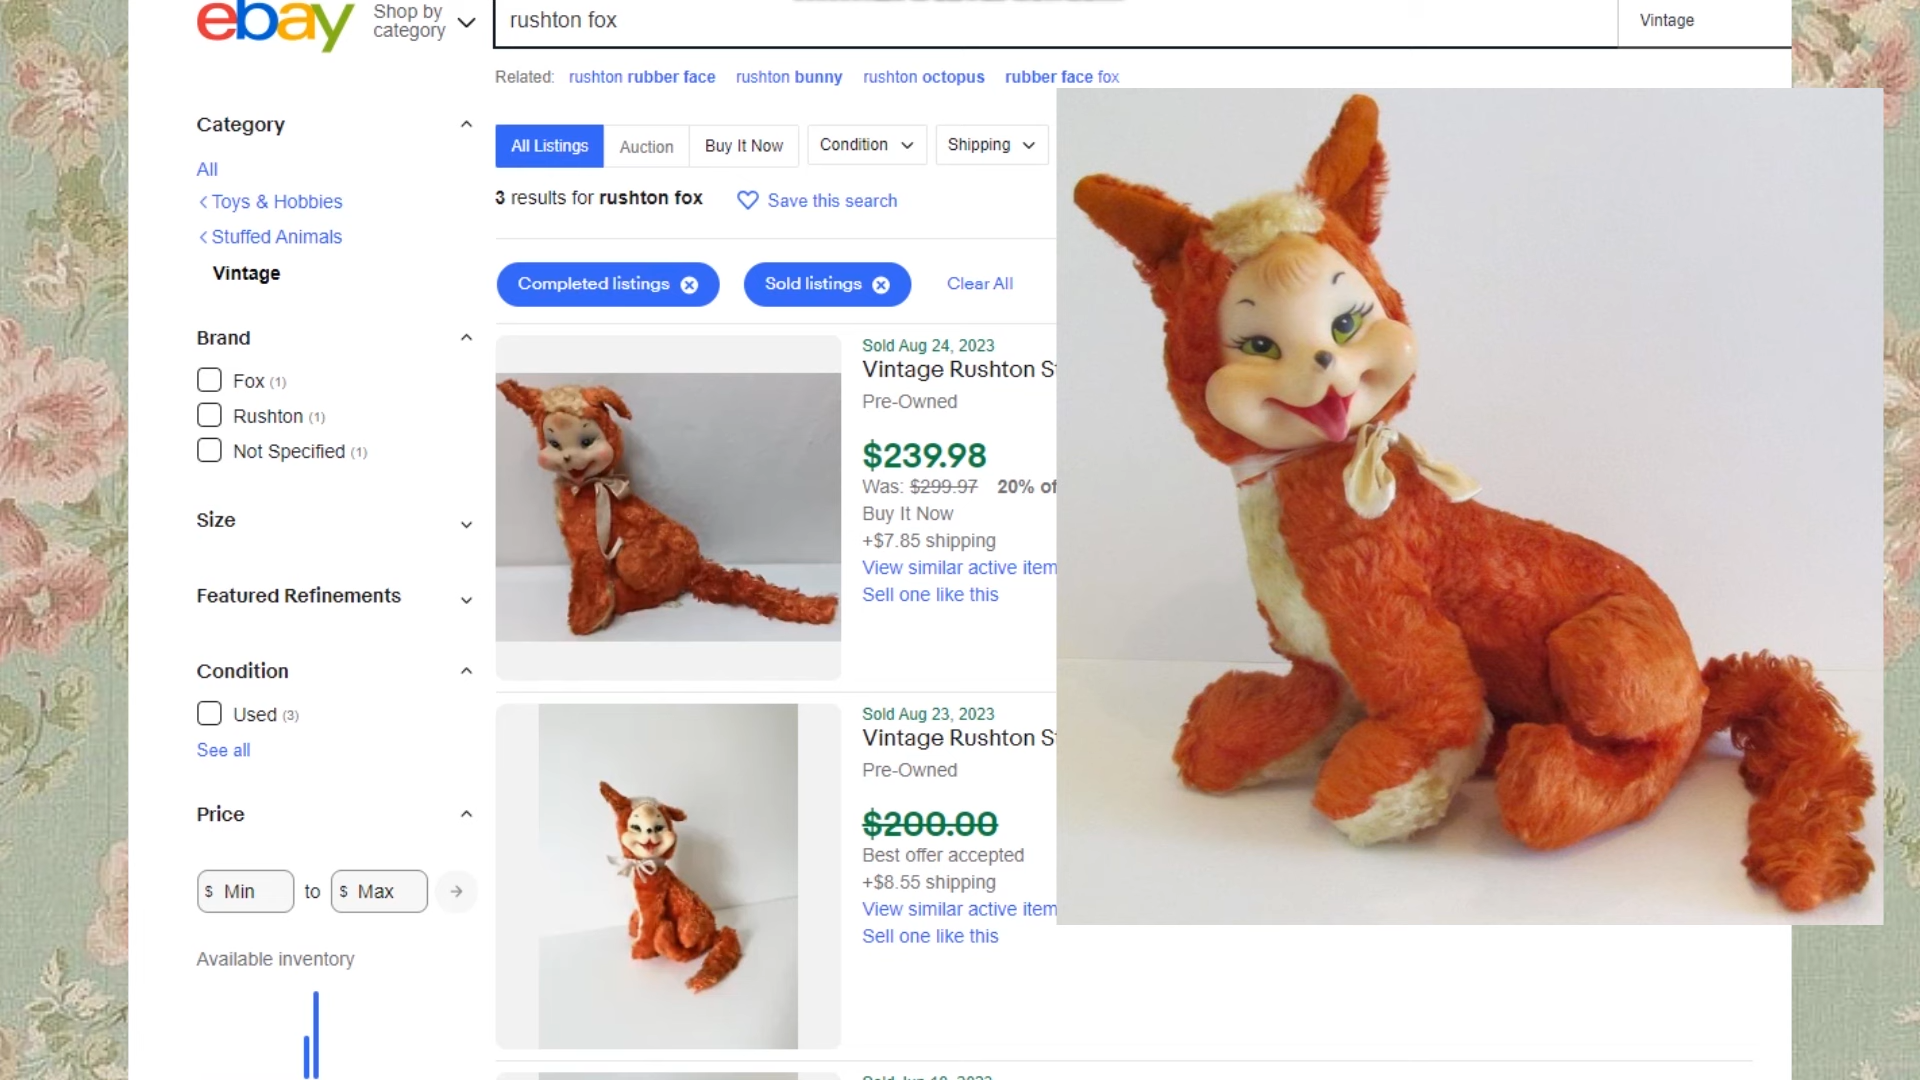 ebay
Shop by
category
rushton fox
Vintage
Related: rushton rubber face rushton bunny rushton octopus rubber face fox
Category
All
Toys & Hobbies
Stuffed Animals
Vintage
Brand
Fox (1)
Rushton (1)
Not Specified (1)
Size
Featured Refinements
Condition
Used (3)
See all
Price
$ Min to $ Max
Available inventory
All Listings Auction Buy It Now Condition Shipping
3 results for rushton fox Save this search
Completed listings Sold listings Clear All
Sold Aug 24, 2023
Vintage Rushton
Pre-Owned
$239.98
Was: $299.97 20%
Buy It Now
+$7.85 shipping
View similar active item
Sell one like this
Sold Aug 23, 2023
Vintage Rushton
Pre-Owned
$200.00
Best offer accepted
+$8.55 shipping
View similar active item
Sell one like this